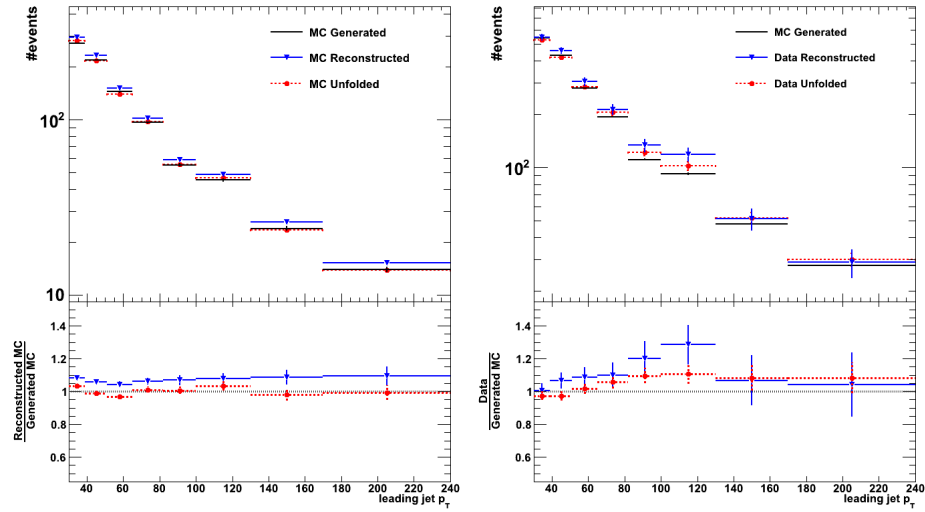 #events
10²
10
MC Generated
MC Reconstructed
MC Unfolded
Reconstructed MC
Generated MC
1.4
1.2
1
0.8
0.6
40 60 80 100 120 140 160 180 200 220 240
leading jet p_T
#events
10²
MC Generated
Data Reconstructed
Data Unfolded
Data
Generated MC
1.4
1.2
1
0.8
0.6
40 60 80 100 120 140 160 180 200 220 240
leading jet p_T